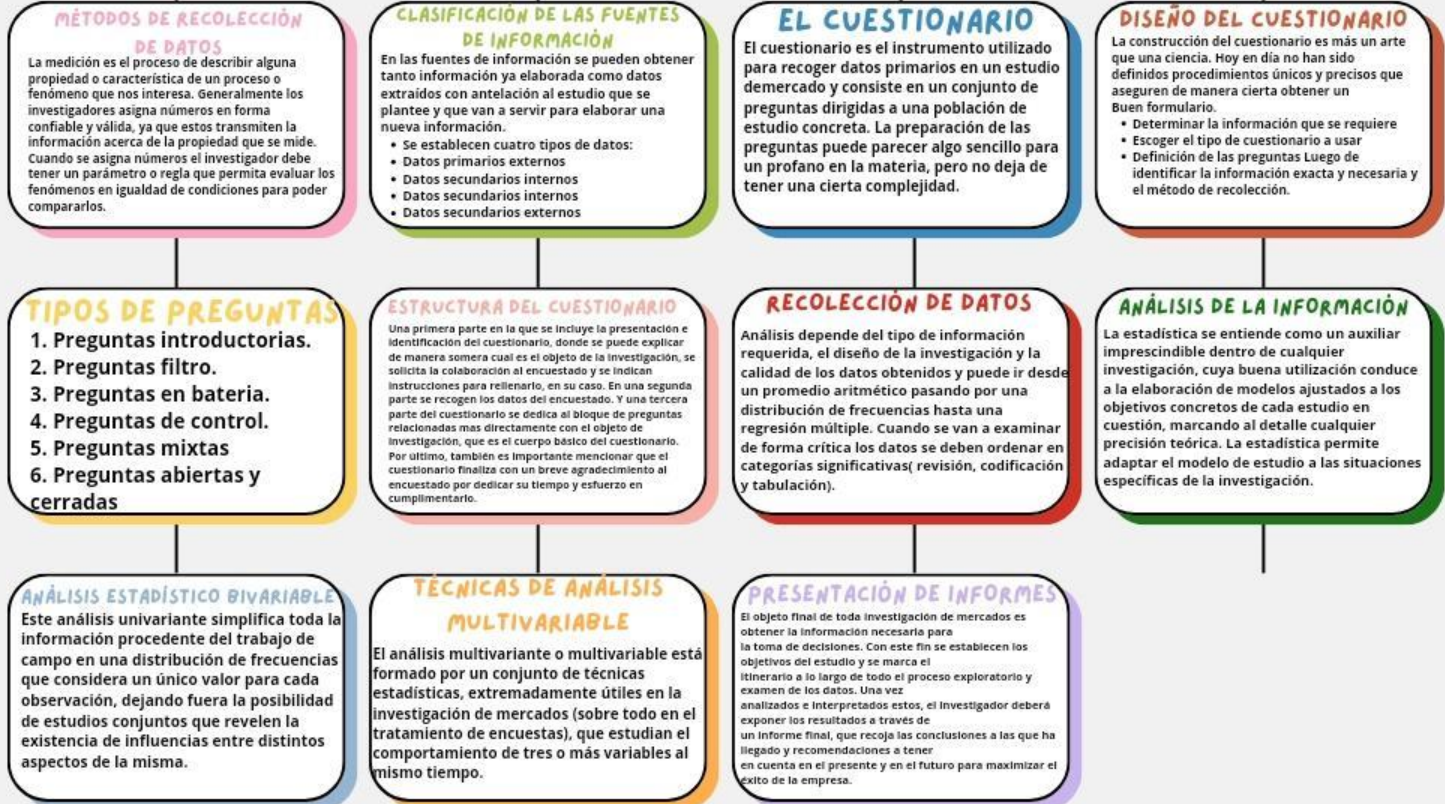 MÉTODOS DE RECOLECCIÓN
DE DATOS
La medición es el proceso de describir alguna
propiedad o característica de un proceso o
fenómeno que nos interesa. Generalmente los
investigadores asigna números en forma
confiable y válida, ya que estos transmiten la
información acerca de la propiedad que se mide.
Cuando se asigna números el investigador debe
tener un parámetro o regla que permita evaluar los
fenómenos en igualdad de condiciones para poder
compararlos.
CLASIFICACIÓN DE LAS FUENTES
DE INFORMACIÓN
En las fuentes de información se pueden obtener
tanto información ya elaborada como datos
extraídos con antelación al estudio que se
plantee y que van a servir para elaborar una
nueva información.
• Se establecen cuatro tipos de datos:
• Datos primarios externos
• Datos secundarios internos
• Datos secundarios internos
• Datos secundarios externos
EL CUESTIONARIO
El cuestionario es el instrumento utilizado
para recoger datos primarios en un estudio
demercado y consiste en un conjunto de
preguntas dirigidas a una población de
estudio concreta. La preparación de las
preguntas puede parecer algo sencillo para
un profano en la materia, pero no deja de
tener una cierta complejidad.
DISEÑO DEL CUESTIONARIO
La construcción del cuestionario es más un arte
que una ciencia. Hoy en día no han sido
definidos procedimientos únicos y precisos que
aseguren de manera cierta obtener un
Buen formulario.
• Determinar la información que se requiere
• Escoger el tipo de cuestionario a usar
• Definición de las preguntas Luego de
identificar la información exacta y necesaria y
el método de recolección.
TIPOS DE PREGUNTAS
1. Preguntas introductorias.
2. Preguntas filtro.
3. Preguntas en bateria.
4. Preguntas de control.
5. Preguntas mixtas
6. Preguntas abiertas y
cerradas
ESTRUCTURA DEL CUESTIONARIO
Una primera parte en la que se incluye la presentación e
identificación del cuestionario, donde se puede explicar
de manera somera cual es el objeto de la investigación, se
solicita la colaboración al encuestado y se indican
instrucciones para rellenarlo, en su caso. En una segunda
parte se recogen los datos del encuestado. Y una tercera
parte del cuestionario se dedica al bloque de preguntas
relacionadas mas directamente con el objeto de
investigación, que es el cuerpo básico del cuestionario.
Por último, también es importante mencionar que el
cuestionario finaliza con un breve agradecimiento al
encuestado por dedicar su tiempo y esfuerzo en
cumplimentarlo.
RECOLECCIÓN DE DATOS
Análisis depende del tipo de información
requerida, el diseño de la investigación y la
calidad de los datos obtenidos y puede ir desde
un promedio aritmético pasando por una
distribución de frecuencias hasta una
regresión múltiple. Cuando se van a examinar
de forma crítica los datos se deben ordenar en
categorías significativas( revisión, codificación
y tabulación).
ANÁLISIS DE LA INFORMACIÓN
La estadística se entiende como un auxiliar
imprescindible dentro de cualquier
investigación, cuya buena utilización conduce
a la elaboración de modelos ajustados a los
objetivos concretos de cada estudio en
cuestión, marcando al detalle cualquier
precisión teórica. La estadística permite
adaptar el modelo de estudio a las situaciones
específicas de la investigación.
ANÁLISIS ESTADÍSTICO BIVARIABLE
Este análisis univariante simplifica toda la
información procedente del trabajo de
campo en una distribución de frecuencias
que considera un único valor para cada
observación, dejando fuera la posibilidad
de estudios conjuntos que revelen la
existencia de influencias entre distintos
aspectos de la misma.
TÉCNICAS DE ANÁLISIS
MULTIVARIABLE
El análisis multivariante o multivariable está
formado por un conjunto de técnicas
estadísticas, extremadamente útiles en la
investigación de mercados (sobre todo en el
tratamiento de encuestas), que estudian el
comportamiento de tres o más variables al
mismo tiempo.
PRESENTACIÓN DE INFORMES
El objeto final de toda investigación de mercados es
obtener la información necesaria para
la toma de decisiones. Con este fin se establecen los
objetivos del estudio y se marca el
itinerario a lo largo de todo el proceso exploratorio y
examen de los datos. Una vez
analizados e interpretados estos, el investigador deberá
exponer los resultados a través de
un informe final, que recoja las conclusiones a las que ha
llegado y recomendaciones a tener
en cuenta en el presente y en el futuro para maximizar el
éxito de la empresa.